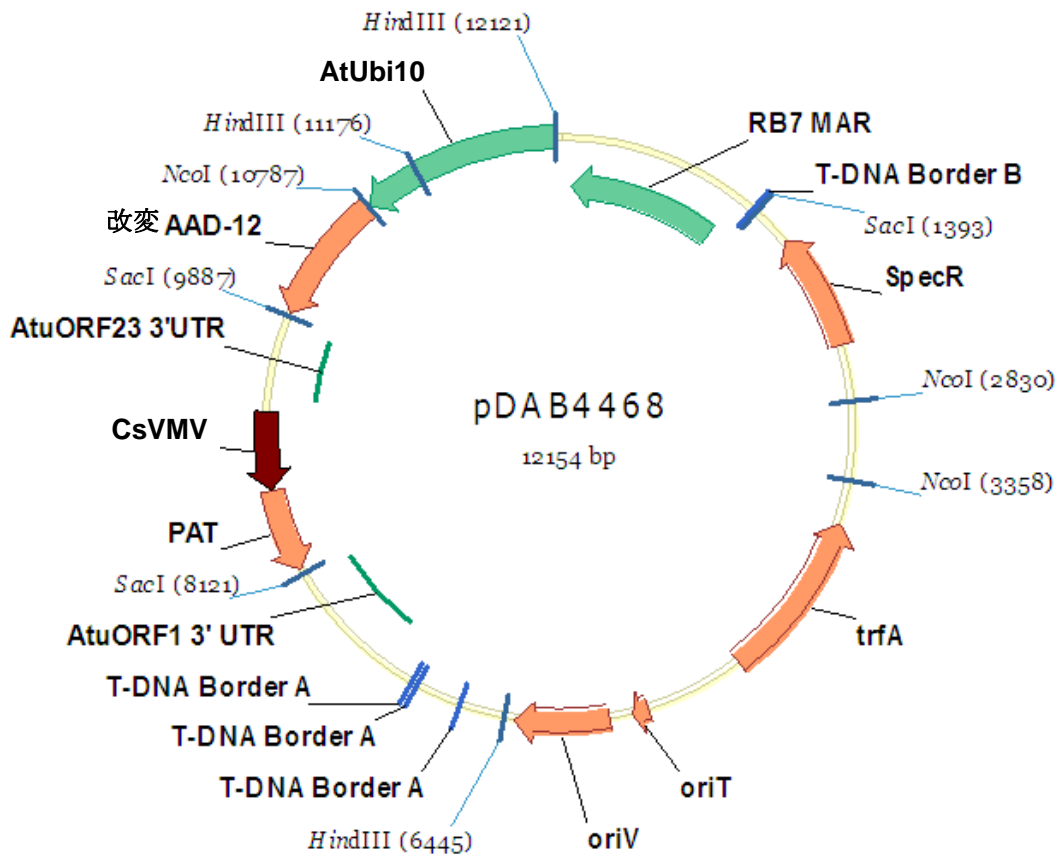 HindIII (12121)
AtUbi10
HindIII (11176)
RB7 MAR
NcoI (10787)
T-DNA Border B
改変 AAD-12
SacI (1393)
SacI (9887)
SpecR
AtuORF23 3'UTR
NcoI (2830)
pDAB4468
12154 bp
CsVMV
NcoI (3358)
PAT
SacI (8121)
AtuORF1 3' UTR
trfA
T-DNA Border A
T-DNA Border A
T-DNA Border A
oriT
HindIII (6445)
oriV